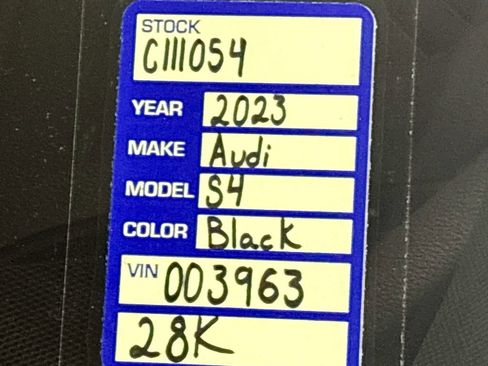 STOCK
C111054
YEAR 2023
MAKE Audi
MODEL S4
COLOR Black
VIN 003963
28K